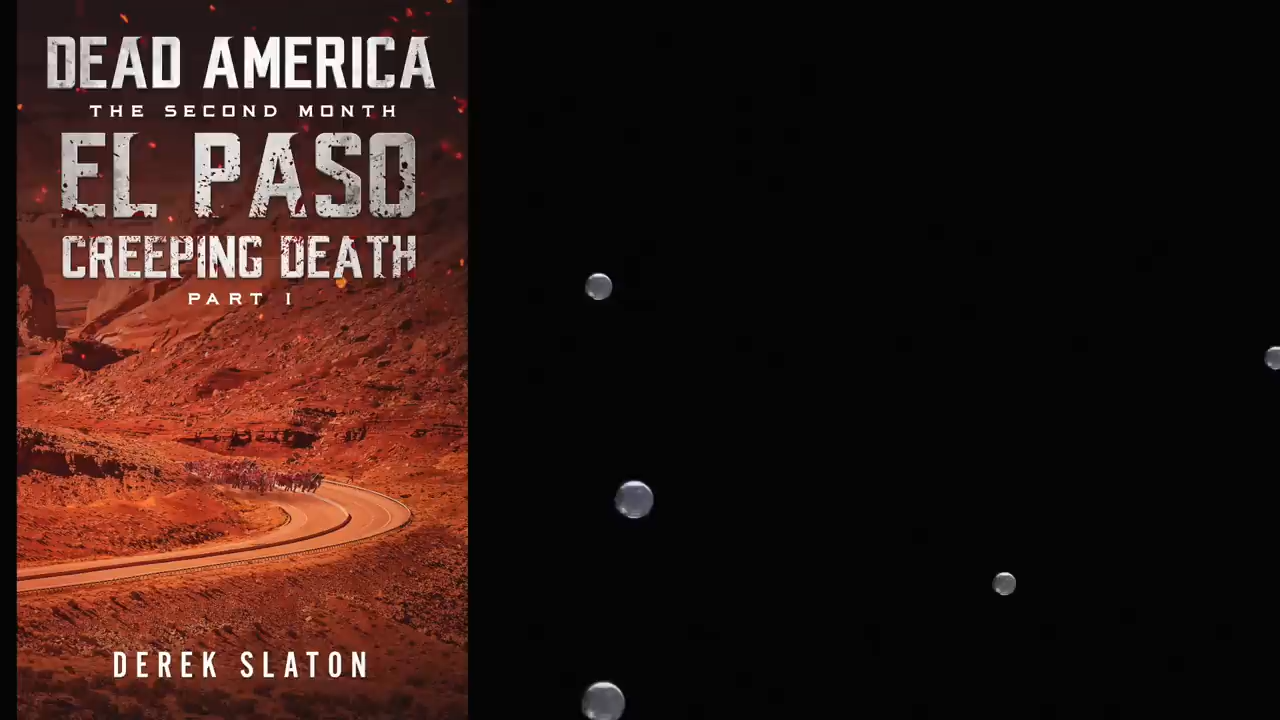 DEAD AMERICA
THE SECOND MONTH
EL PASO
CREEPING DEATH
PART I
DEREK SLATON